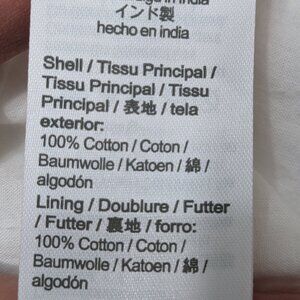 in India
インド製
hecho en india
Shell / Tissu Principal /
Tissu Principal / Tissu
Principal / 表地 / tela
exterior:
100% Cotton / Coton /
Baumwolle / Katoen / 綿 /
algodón
Lining / Doublure / Futter
/ Futter / 裏地 / forro:
100% Cotton / Coton /
Baumwolle / Katoen / 綿 /
algodón